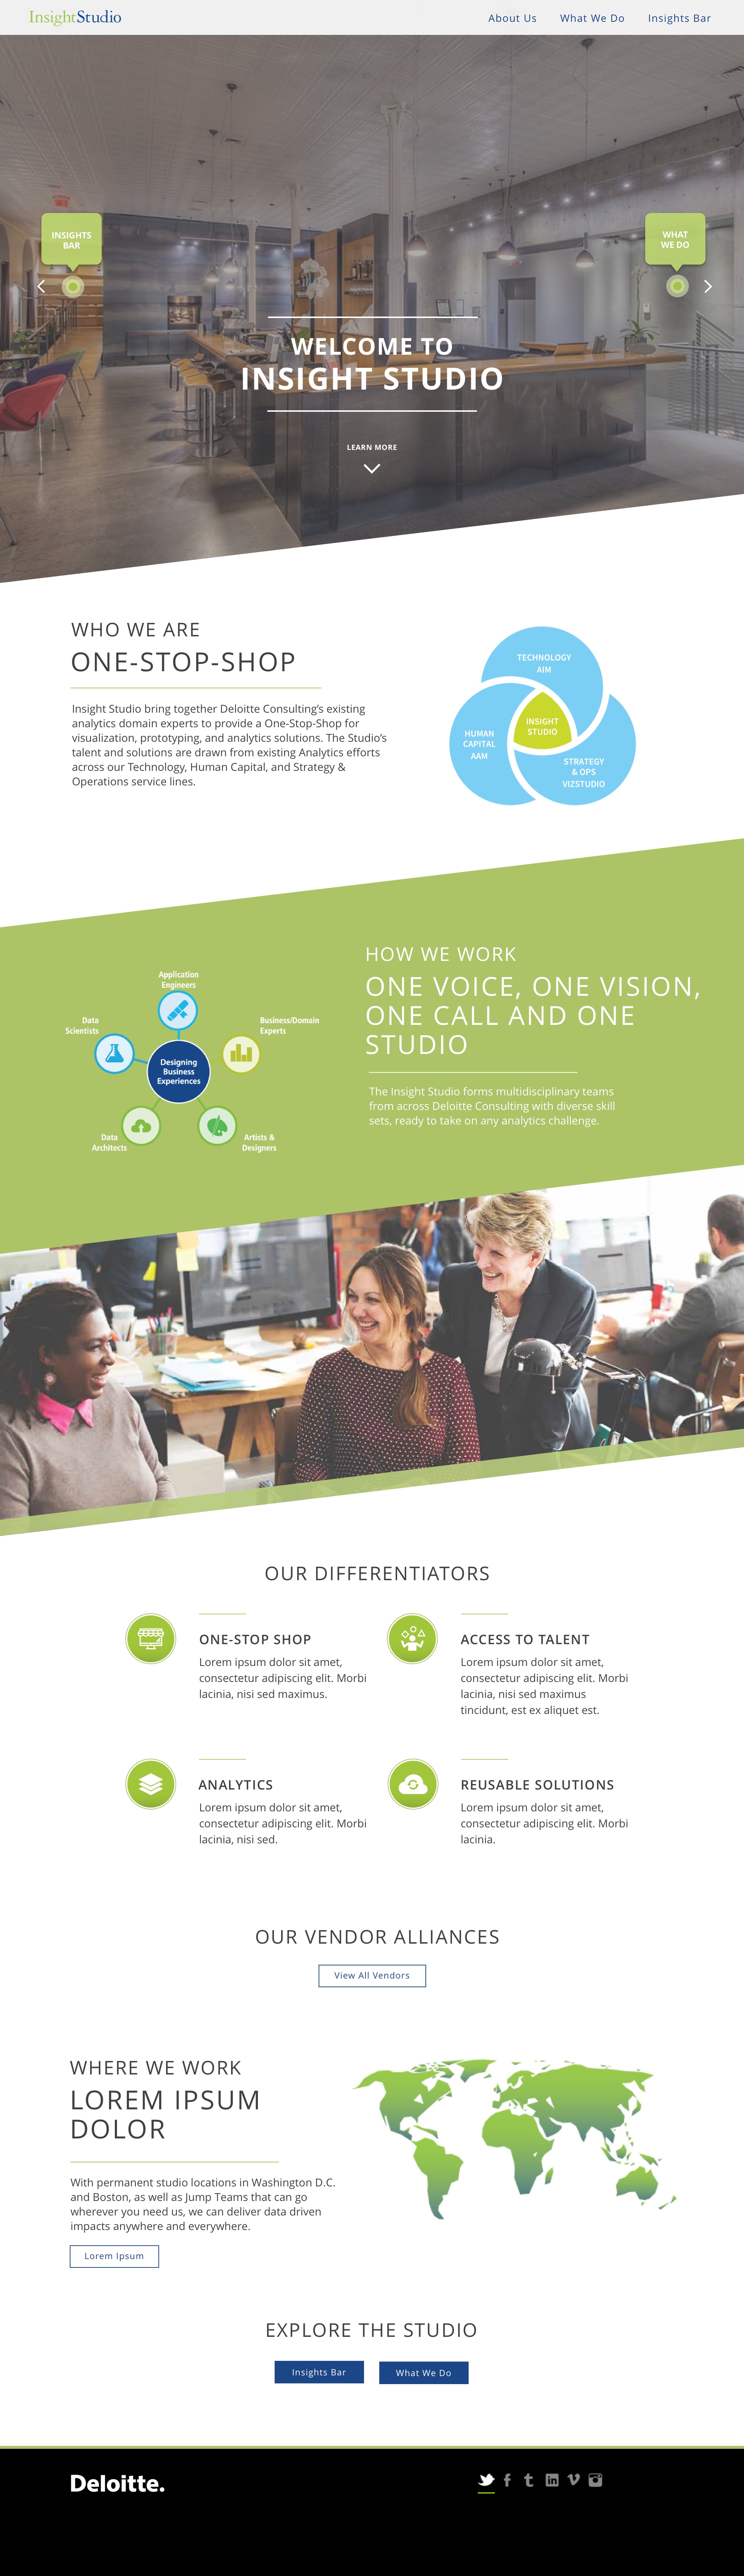 InsightStudio
About Us
What We Do
Insights Bar
INSIGHTS
BAR
WHAT
WE DO
WELCOME TO
INSIGHT STUDIO
LEARN MORE
WHO WE ARE
ONE-STOP-SHOP
Insight Studio bring together Deloitte Consulting's existing
analytics domain experts to provide a One-Stop-Shop for
visualization, prototyping, and analytics solutions. The Studio's
talent and solutions are drawn from existing Analytics efforts
across our Technology, Human Capital, and Strategy &
Operations service lines.
TECHNOLOGY
AIM
INSIGHT
STUDIO
HUMAN
CAPITAL
AAM
STRATEGY
& OPS
VIZSTUDIO
HOW WE WORK
ONE VOICE, ONE VISION,
ONE CALL AND ONE
STUDIO
The Insight Studio forms multidisciplinary teams
from across Deloitte Consulting with diverse skill
sets, ready to take on any analytics challenge.
Application
Engineers
Data
Scientists
Business/Domain
Experts
Designing
Business
Experiences
Data
Architects
Artists &
Designers
OUR DIFFERENTIATORS
ONE-STOP SHOP
Lorem ipsum dolor sit amet,
consectetur adipiscing elit. Morbi
lacinia, nisi sed maximus.
ACCESS TO TALENT
Lorem ipsum dolor sit amet,
consectetur adipiscing elit. Morbi
lacinia, nisi sed maximus
tincidunt, est ex aliquet est.
ANALYTICS
Lorem ipsum dolor sit amet,
consectetur adipiscing elit. Morbi
lacinia, nisi sed.
REUSABLE SOLUTIONS
Lorem ipsum dolor sit amet,
consectetur adipiscing elit. Morbi
lacinia.
OUR VENDOR ALLIANCES
View All Vendors
WHERE WE WORK
LOREM IPSUM
DOLOR
With permanent studio locations in Washington D.C.
and Boston, as well as Jump Teams that can go
wherever you need us, we can deliver data driven
impacts anywhere and everywhere.
Lorem Ipsum
EXPLORE THE STUDIO
Insights Bar
What We Do
Deloitte.